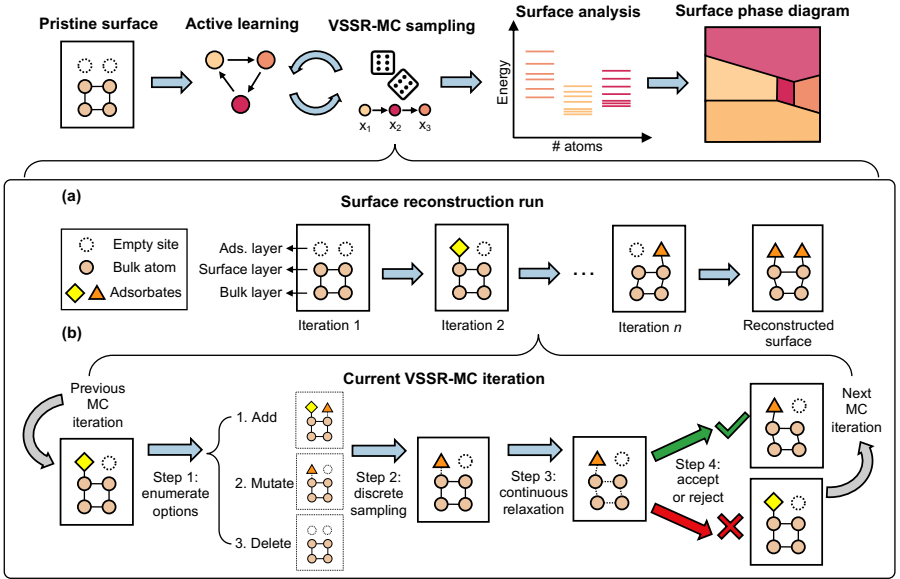 Pristine surface
Active learning
VSSR-MC sampling
Surface analysis
Surface phase diagram
Energy
# atoms
x1
x2
x3
(a)
Surface reconstruction run
Empty site
Bulk atom
Adsorbates
Ads. layer
Surface layer
Bulk layer
Iteration 1
Iteration 2
...
Iteration n
Reconstructed
surface
(b)
Current VSSR-MC iteration
Previous
MC
iteration
Step 1:
enumerate
options
1. Add
2. Mutate
3. Delete
Step 2:
discrete
sampling
Step 3:
continuous
relaxation
Step 4:
accept
or reject
Next
MC
iteration